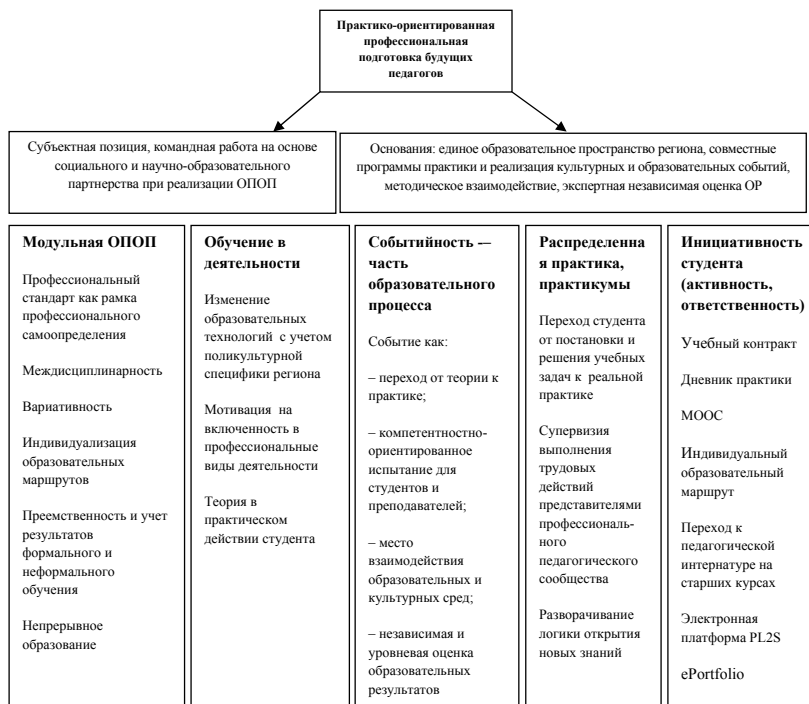 Практико-ориентированная
профессиональная
подготовка будущих
педагогов
Субъектная позиция, командная работа на основе
социального и научно-образовательного
партнерства при реализации ОПОП
Основания: единое образовательное пространство региона, совместные
программы практики и реализация культурных и образовательных событий,
методическое взаимодействие, экспертная независимая оценка ОР
Модульная ОПОП
Профессиональный
стандарт как рамка
профессионального
самоопределения
Междисциплинарность
Вариативность
Индивидуализация
образовательных
маршрутов
Преемственность и учет
результатов
формального и
неформального
обучения
Непрерывное
образование
Обучение в
деятельности
Изменение
образовательных
технологий с учетом
поликультурной
специфики региона
Мотивация на
включенность в
профессиональные
виды деятельности
Теория в
практическом
действии студента
Событийность —
часть
образовательного
процесса
Событие как:
– переход от теории к
практике;
– компетентностно-
ориентированное
испытание для
студентов и
преподавателей;
– место
взаимодействия
образовательных и
культурных сред;
– независимая и
уровневая оценка
образовательных
результатов
Распределенна
я практика,
практикумы
Переход студента
от постановки и
решения учебных
задач к реальной
практике
Супервизия
выполнения
трудовых
действий
представителями
профессиональ-
ного
педагогического
сообщества
Разворачивание
логики открытия
новых знаний
Инициативность
студента
(активность,
ответственность)
Учебный контракт
Дневник практики
МООС
Индивидуальный
образовательный
маршрут
Переход к
педагогической
интернатуре на
старших курсах
Электронная
платформа PL2S
ePortfolio